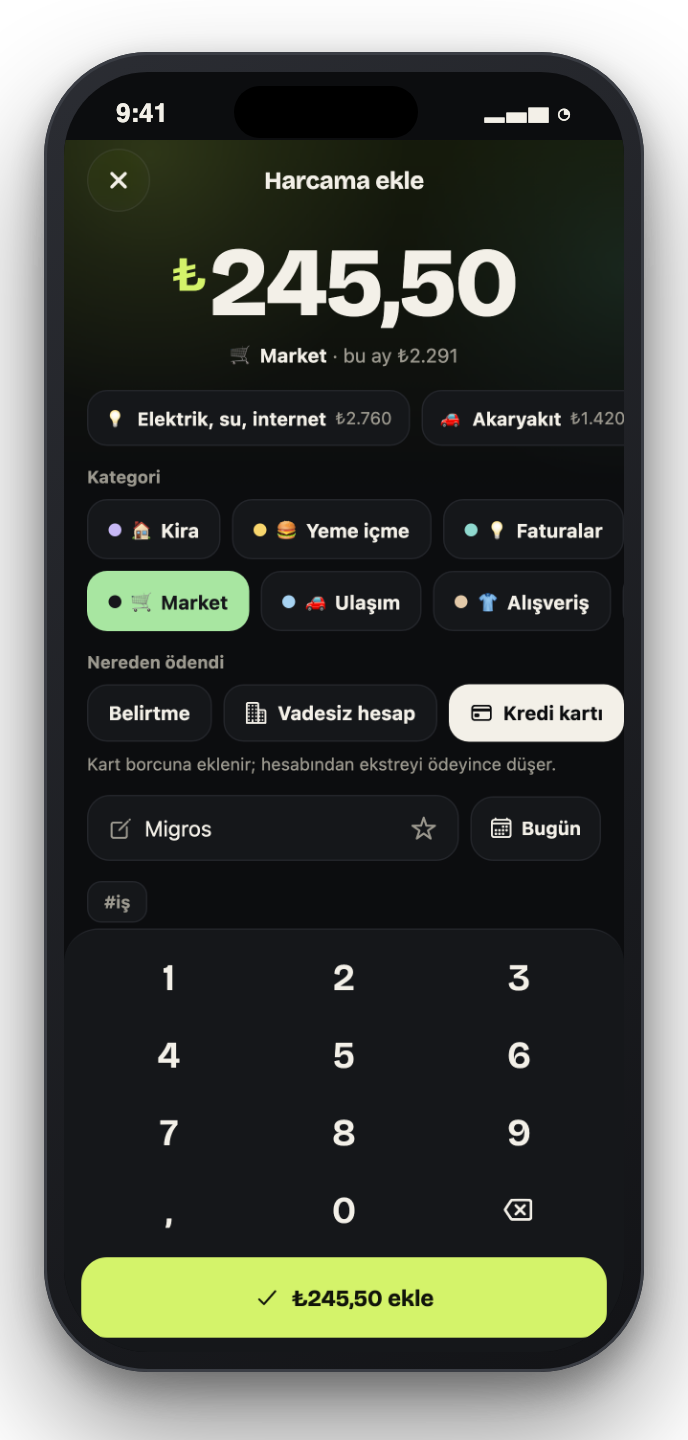 9:41
Harcama ekle
₺245,50
Market · bu ay ₺2.291
Elektrik, su, internet ₺2.760 Akaryakıt ₺1.420
Kategori
Kira Yeme içme Faturalar
Market Ulaşım Alışveriş
Nereden ödendi
Belirtme Vadesiz hesap Kredi kartı
Kart borcuna eklenir; hesabından ekstreyi ödeyince düşer.
Migros Bugün
#iş
1 2 3
4 5 6
7 8 9
, 0
₺245,50 ekle